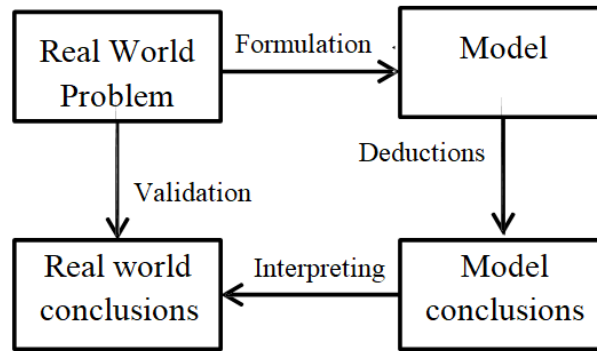 Real World
Problem
Formulation
Model
Deductions
Validation
Real world
conclusions
Interpreting
Model
conclusions